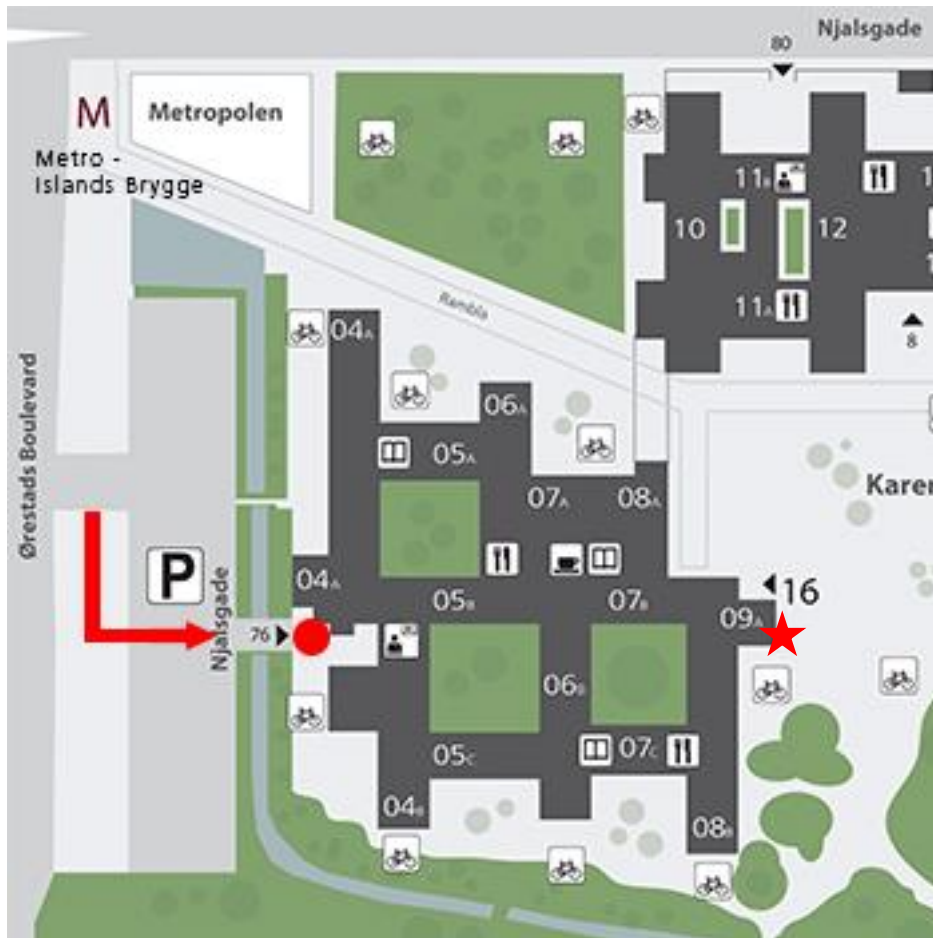 Njalsgade
80
M
Metropolen
Metro -
Islands Brygge
11B
10
12
11A
8
Rambla
04A
06A
05A
07A
08A
Karen
Ørestads Boulevard
P
Njalsgade
04A
05B
07B
16
09A
76
06B
05C
07C
04B
08B